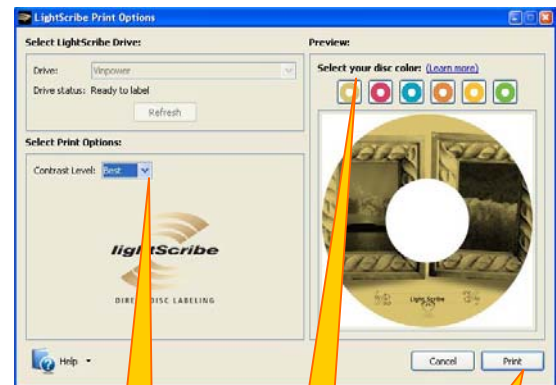 LightScribe Print Options
Select LightScribe Drive:
Drive: Vinpower
Drive status: Ready to label
Refresh
Select Print Options:
Contrast Level: Best
lightScribe
DIRECT DISC LABELING
Help
Preview:
Select your disc color: (Learn more)
LightScribe
Cancel
Print